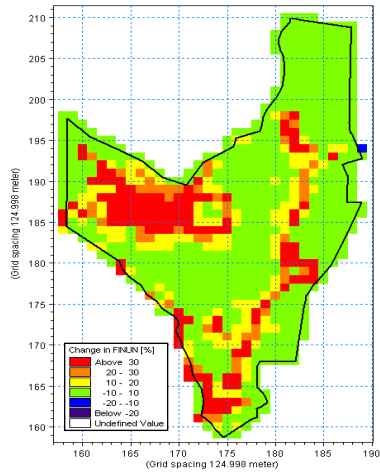 210
205
200
195
190
185
180
175
170
165
160
(Grid spacing 124.998 meter)
Change in FINUN [%]
Above 30
20 - 30
10 - 20
-10 - 10
-20 - -10
Below -20
Undefined Value
160 165 170 175 180 185 190
(Grid spacing 124.998 meter)